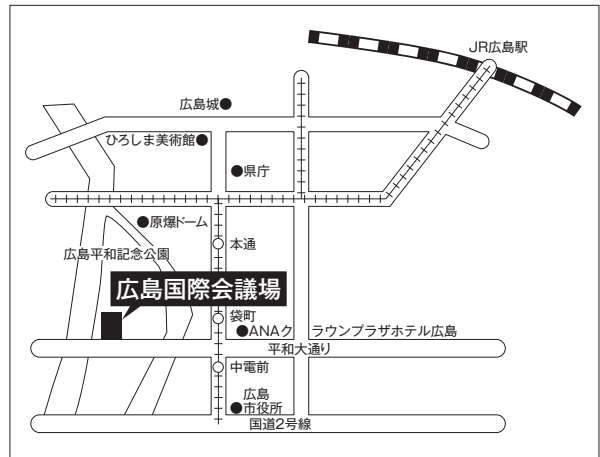 JR広島駅
広島城
ひろしま美術館
県庁
原爆ドーム
本通
広島平和記念公園
広島国際会議場
袋町
ANAクラウンプラザホテル広島
平和大通り
中電前
広島
市役所
国道2号線